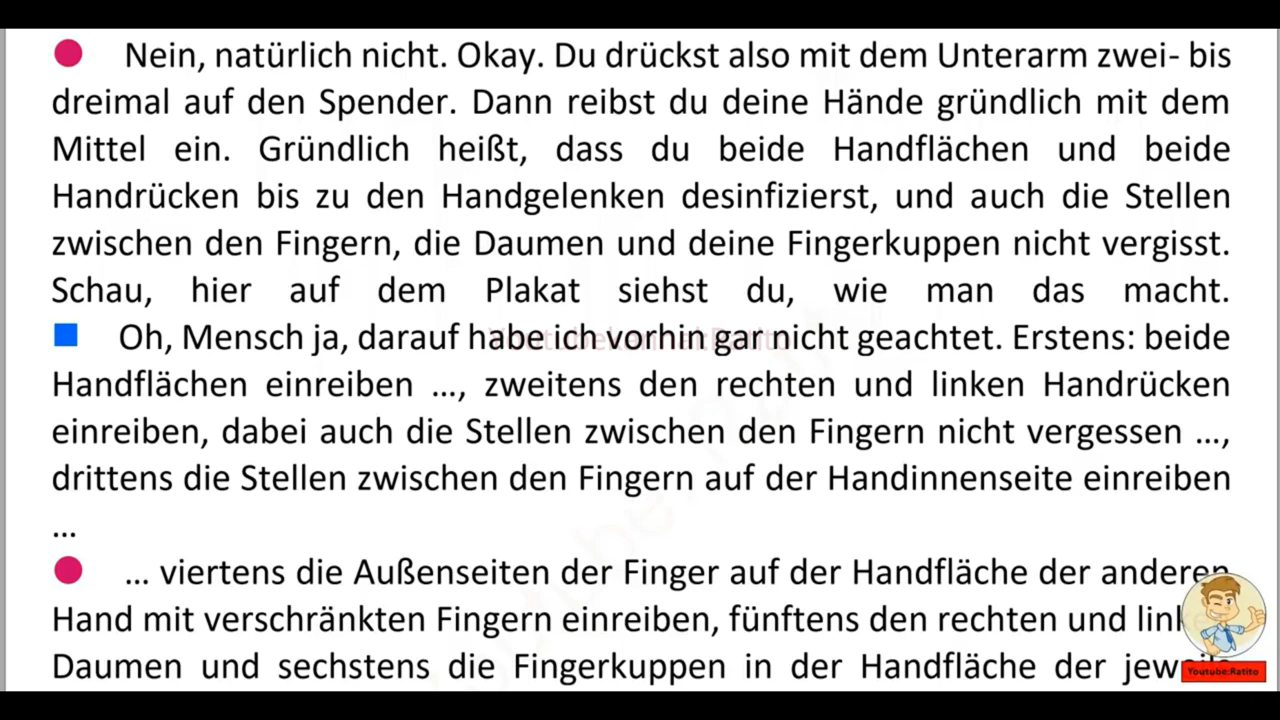 Nein, natürlich nicht. Okay. Du drückst also mit dem Unterarm zwei- bis
dreimal auf den Spender. Dann reibst du deine Hände gründlich mit dem
Mittel ein. Gründlich heißt, dass du beide Handflächen und beide
Handrücken bis zu den Handgelenken desinfizierst, und auch die Stellen
zwischen den Fingern, die Daumen und deine Fingerkuppen nicht vergisst.
Schau, hier auf dem Plakat siehst du, wie man das macht.
Oh, Mensch ja, darauf habe ich vorhin gar nicht geachtet. Erstens: beide
Handflächen einreiben ..., zweitens den rechten und linken Handrücken
einreiben, dabei auch die Stellen zwischen den Fingern nicht vergessen ...,
drittens die Stellen zwischen den Fingern auf der Handinnenseite einreiben
...
... viertens die Außenseiten der Finger auf der Handfläche der anderen
Hand mit verschränkten Fingern einreiben, fünftens den rechten und
Daumen und sechstens die Fingerkuppen in der Handfläche der
Youtube:Ratito